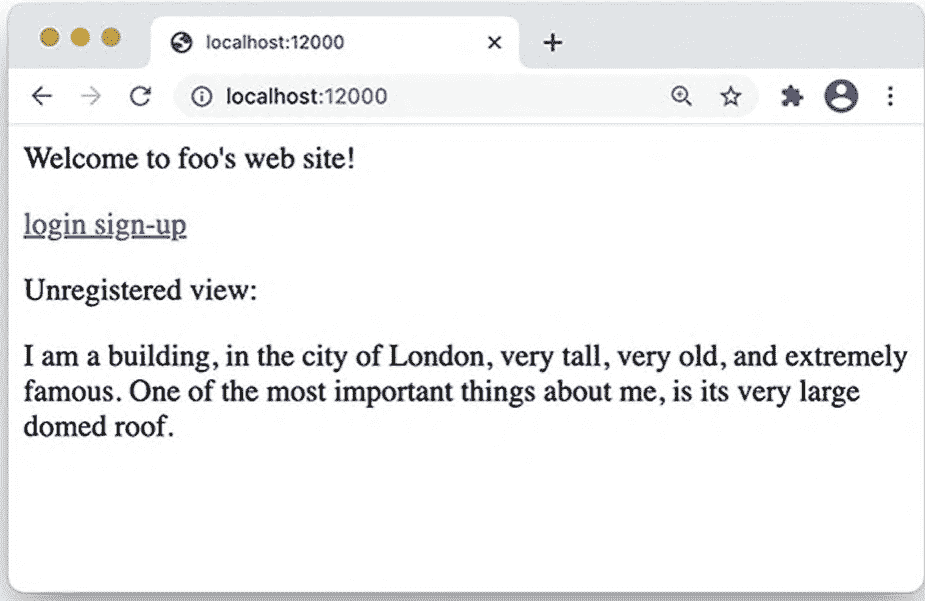 localhost:12000
localhost:12000
Welcome to foo's web site!
login sign-up
Unregistered view:
I am a building, in the city of London, very tall, very old, and extremely
famous. One of the most important things about me, is its very large
domed roof.